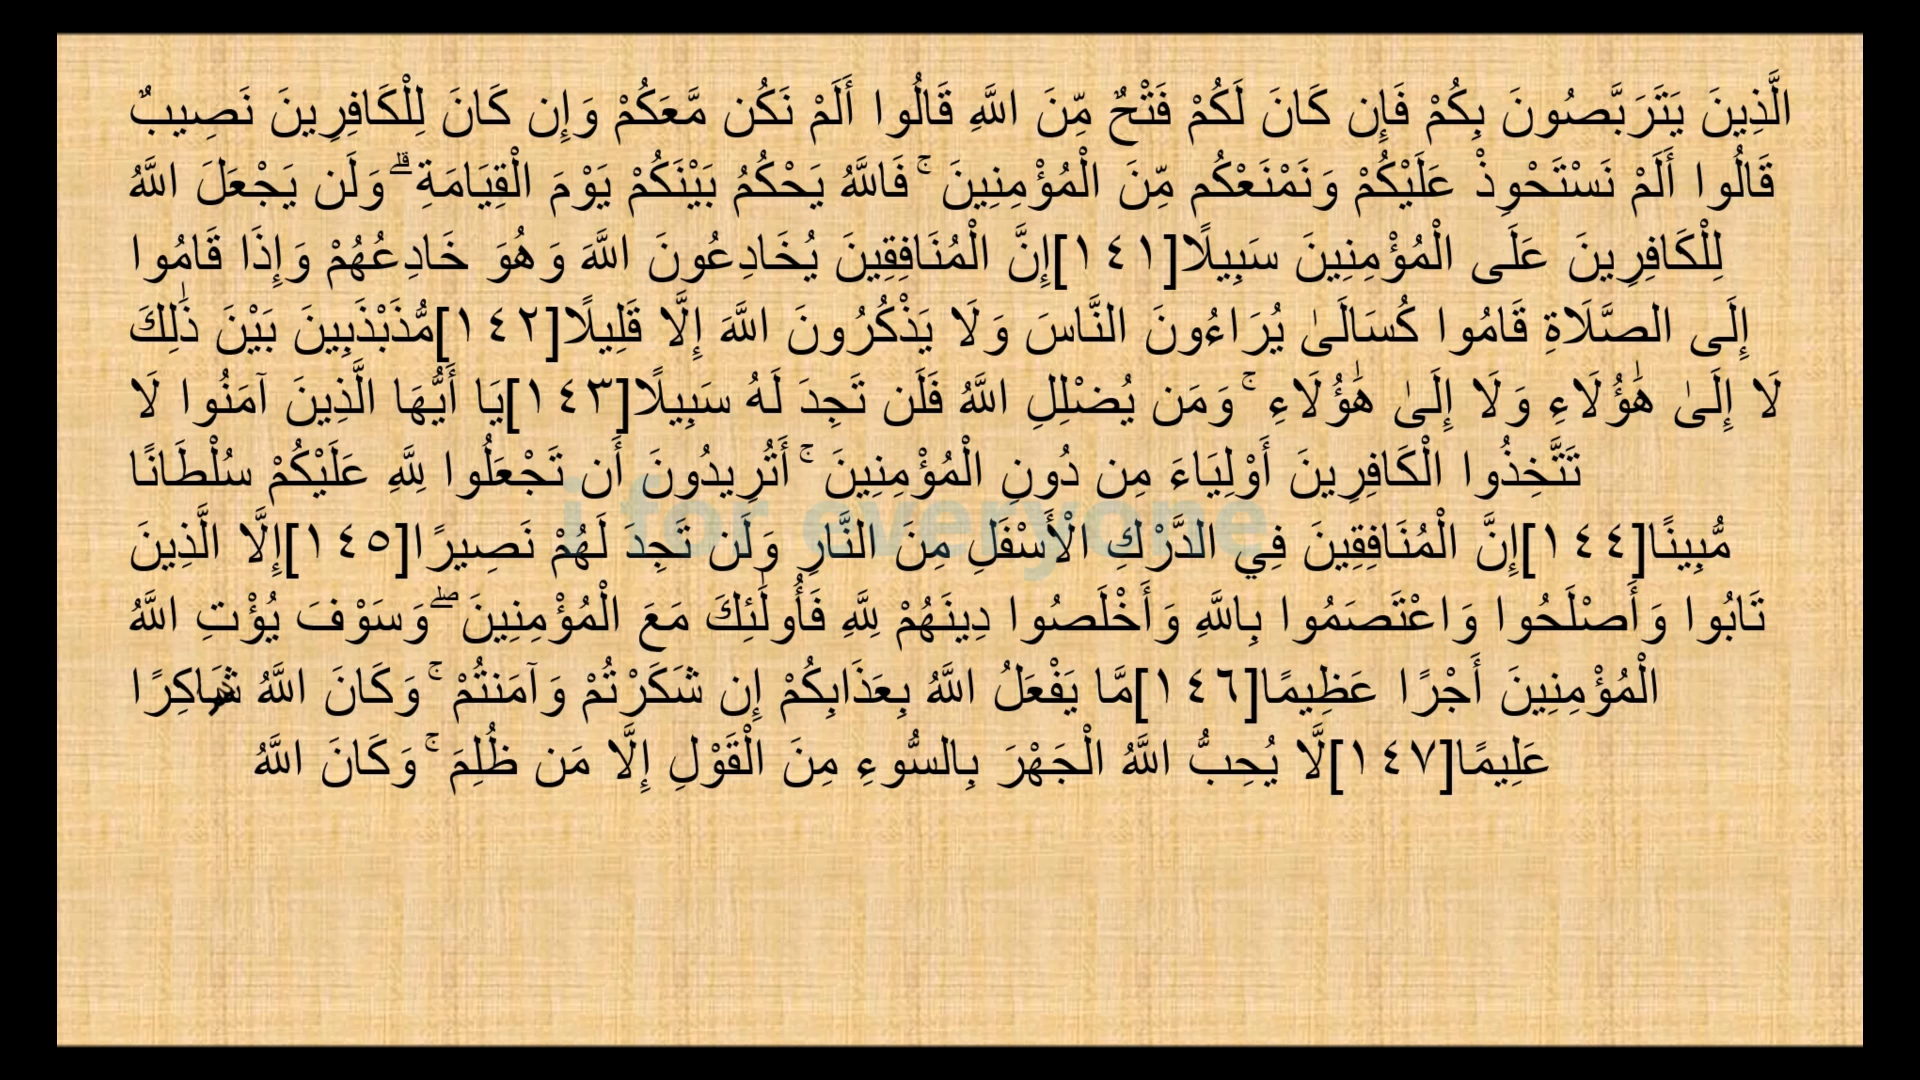 الَّذِينَ يَتَرَبَّصُونَ بِكُمْ فَإِن كَانَ لَكُمْ فَتْحٌ مِّنَ اللَّهِ قَالُوا أَلَمْ نَكُن مَّعَكُمْ وَإِن كَانَ لِلْكَافِرِينَ نَصِيبٌ
قَالُوا أَلَمْ نَسْتَحْوِذْ عَلَيْكُمْ وَنَمْنَعْكُم مِّنَ الْمُؤْمِنِينَ ۚ فَاللَّهُ يَحْكُمُ بَيْنَكُمْ يَوْمَ الْقِيَامَةِ ۗ وَلَن يَجْعَلَ اللَّهُ
لِلْكَافِرِينَ عَلَى الْمُؤْمِنِينَ سَبِيلًا[١٤١]إِنَّ الْمُنَافِقِينَ يُخَادِعُونَ اللَّهَ وَهُوَ خَادِعُهُمْ وَإِذَا قَامُوا
إِلَى الصَّلَاةِ قَامُوا كُسَالَىٰ يُرَاءُونَ النَّاسَ وَلَا يَذْكُرُونَ اللَّهَ إِلَّا قَلِيلًا[١٤٢]مُّذَبْذَبِينَ بَيْنَ ذَٰلِكَ
لَا إِلَىٰ هَٰؤُلَاءِ وَلَا إِلَىٰ هَٰؤُلَاءِ ۚ وَمَن يُضْلِلِ اللَّهُ فَلَن تَجِدَ لَهُ سَبِيلًا[١٤٣]يَا أَيُّهَا الَّذِينَ آمَنُوا لَا
تَتَّخِذُوا الْكَافِرِينَ أَوْلِيَاءَ مِن دُونِ الْمُؤْمِنِينَ ۚ أَتُرِيدُونَ أَن تَجْعَلُوا لِلَّهِ عَلَيْكُمْ سُلْطَانًا
مُّبِينًا[١٤٤]إِنَّ الْمُنَافِقِينَ فِي الدَّرْكِ الْأَسْفَلِ مِنَ النَّارِ وَلَن تَجِدَ لَهُمْ نَصِيرًا[١٤٥]إِلَّا الَّذِينَ
تَابُوا وَأَصْلَحُوا وَاعْتَصَمُوا بِاللَّهِ وَأَخْلَصُوا دِينَهُمْ لِلَّهِ فَأُولَٰئِكَ مَعَ الْمُؤْمِنِينَ ۖ وَسَوْفَ يُؤْتِ اللَّهُ
الْمُؤْمِنِينَ أَجْرًا عَظِيمًا[١٤٦]مَّا يَفْعَلُ اللَّهُ بِعَذَابِكُمْ إِن شَكَرْتُمْ وَآمَنتُمْ ۚ وَكَانَ اللَّهُ شَاكِرًا
عَلِيمًا[١٤٧]لَّا يُحِبُّ اللَّهُ الْجَهْرَ بِالسُّوءِ مِنَ الْقَوْلِ إِلَّا مَن ظُلِمَ ۚ وَكَانَ اللَّهُ
i for everyone